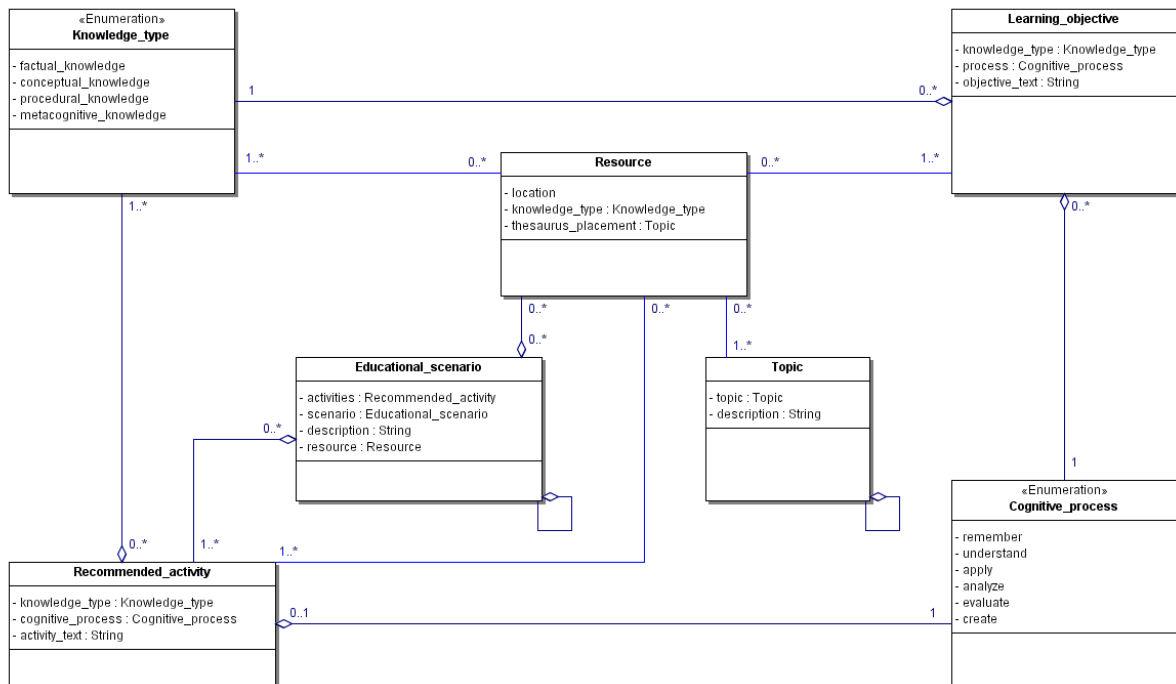 «Enumeration»
Knowledge_type
- factual_knowledge
- conceptual_knowledge
- procedural_knowledge
- metacognitive_knowledge
Learning_objective
- knowledge_type : Knowledge_type
- process : Cognitive_process
- objective_text : String
1
0..*
1..*
0..*
Resource
- location
- knowledge_type : Knowledge_type
- thesaurus_placement : Topic
0..*
1..*
1..*
0..*
0..*
0..*
0..*
0..*
1..*
Educational_scenario
- activities : Recommended_activity
- scenario : Educational_scenario
- description : String
- resource : Resource
Topic
- topic : Topic
- description : String
0..*
1
«Enumeration»
Cognitive_process
- remember
- understand
- apply
- analyze
- evaluate
- create
0..*
1..*
1..*
Recommended_activity
- knowledge_type : Knowledge_type
- cognitive_process : Cognitive_process
- activity_text : String
0..1
1